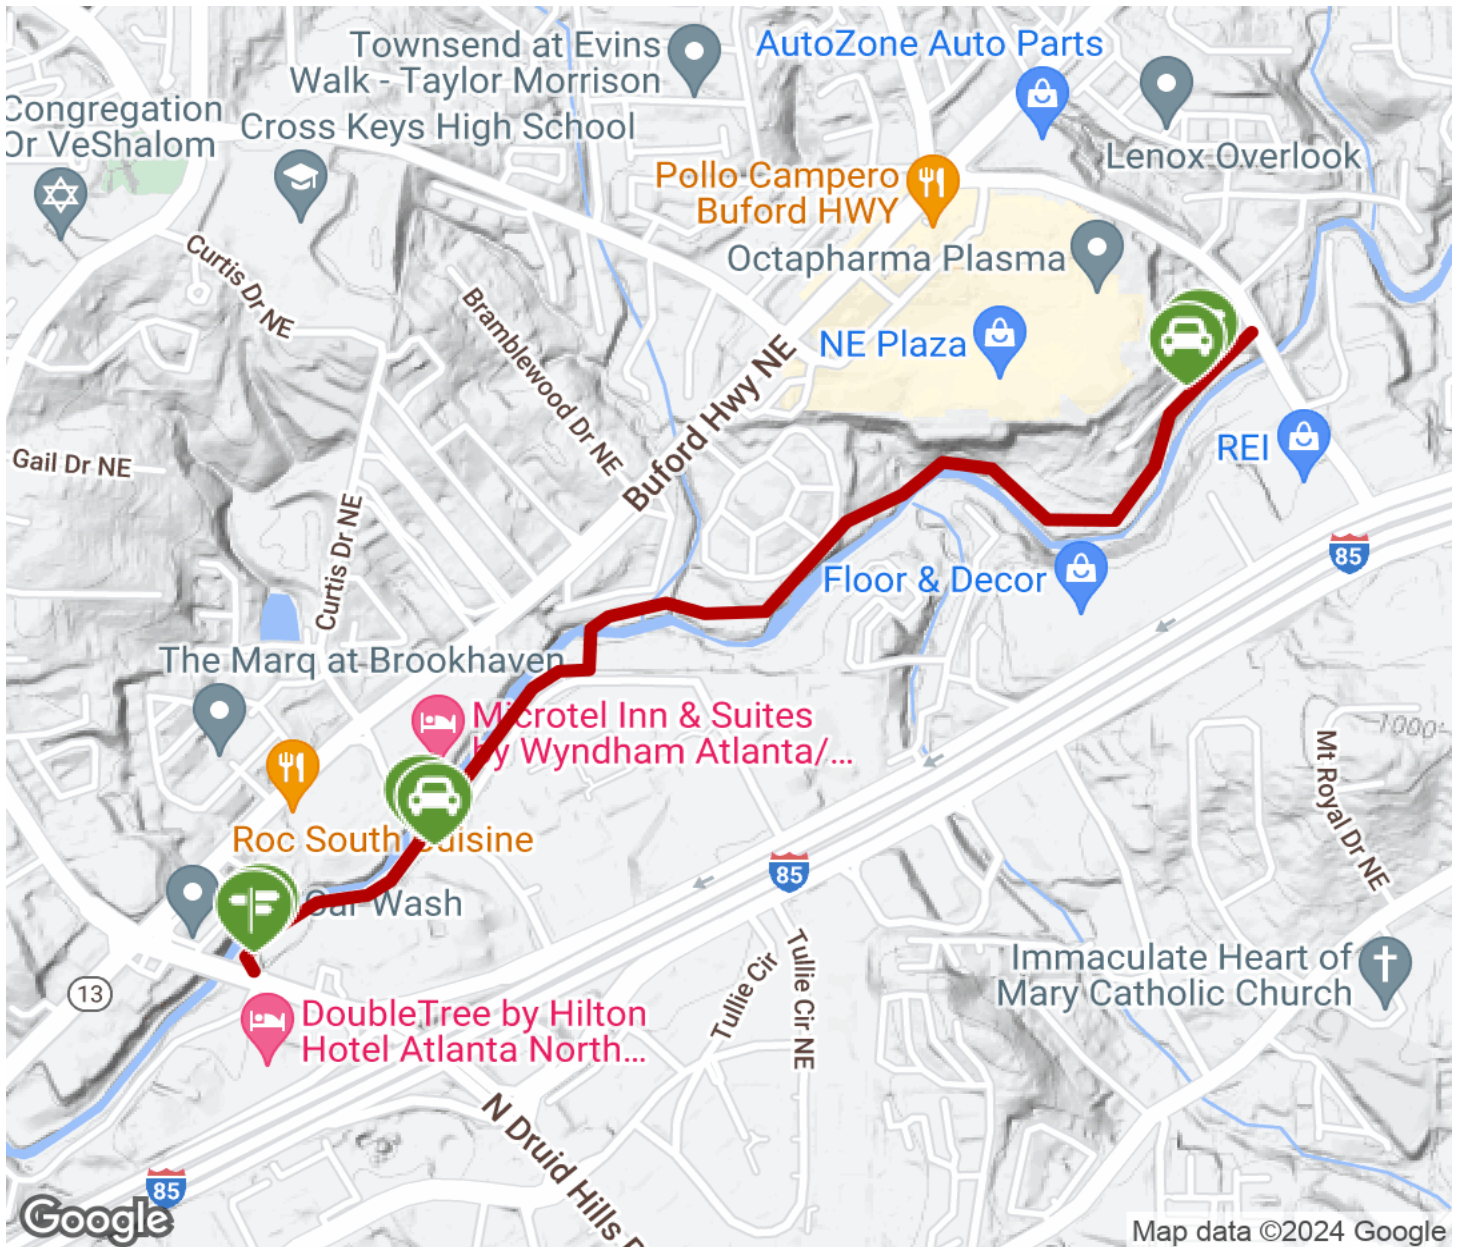 Townsend at Evins
Walk - Taylor Morrison
AutoZone Auto Parts
Congregation
Or VeShalom
Cross Keys High School
Lenox Overlook
Pollo Campero
Buford HWY
Octapharma Plasma
Curtis Dr NE
Bramblewood Dr NE
NE Plaza
Buford Hwy NE
REI
Gail Dr NE
Curtis Dr NE
85
Floor & Decor
The Marq at Brookhaven
Microtel Inn & Suites
by Wyndham Atlanta/...
1000'
Mt Royal Dr NE
Roc South Cuisine
85
Car Wash
Tullie Cir
Tullie Cir NE
Immaculate Heart of
Mary Catholic Church
13
DoubleTree by Hilton
Hotel Atlanta North...
N Druid Hills
85
Google
Map data ©2024 Google